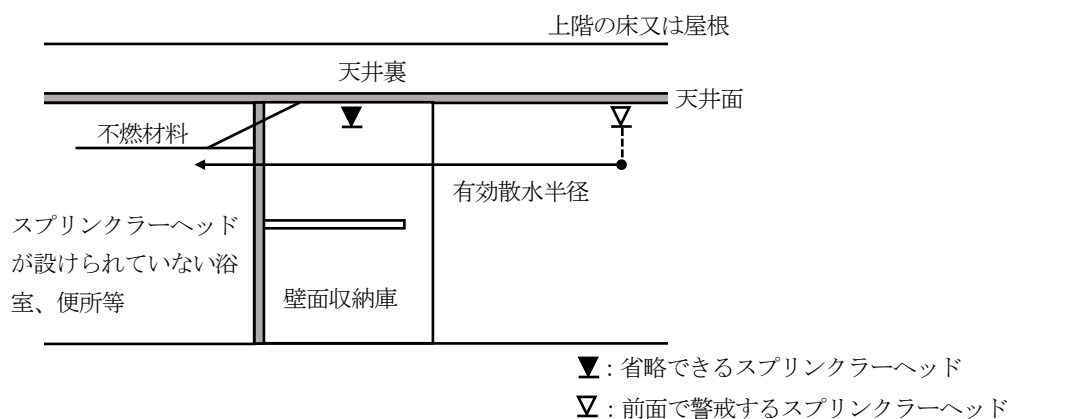 上階の床又は屋根
天井裏
天井面
不燃材料
有効散水半径
スプリンクラーヘッド
が設けられていない浴
室、便所等
壁面収納庫
：省略できるスプリンクラーヘッド
：前面で警戒するスプリンクラーヘッド